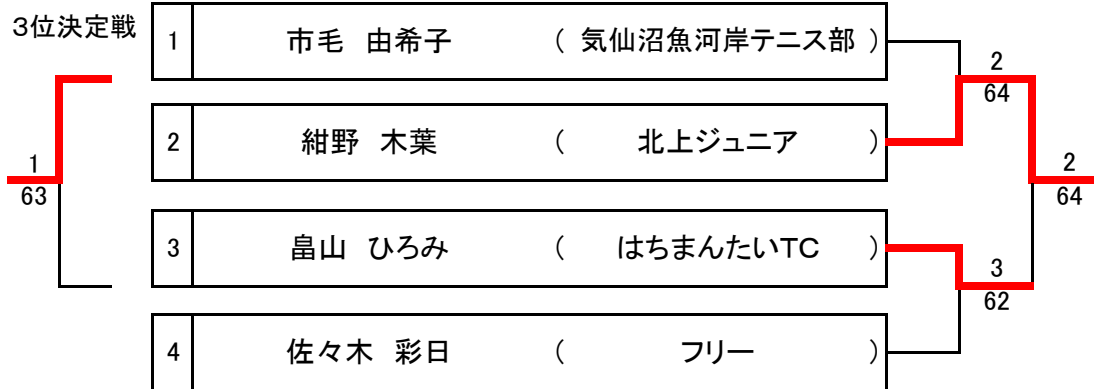 3位決定戦
1 市毛 由希子 ( 気仙沼魚河岸テニス部 )
2
64
2 紺野 木葉 ( 北上ジュニア )
1
63
2
64
3 畠山 ひろみ ( はちまんたいTC )
3
62
4 佐々木 彩日 ( フリー )